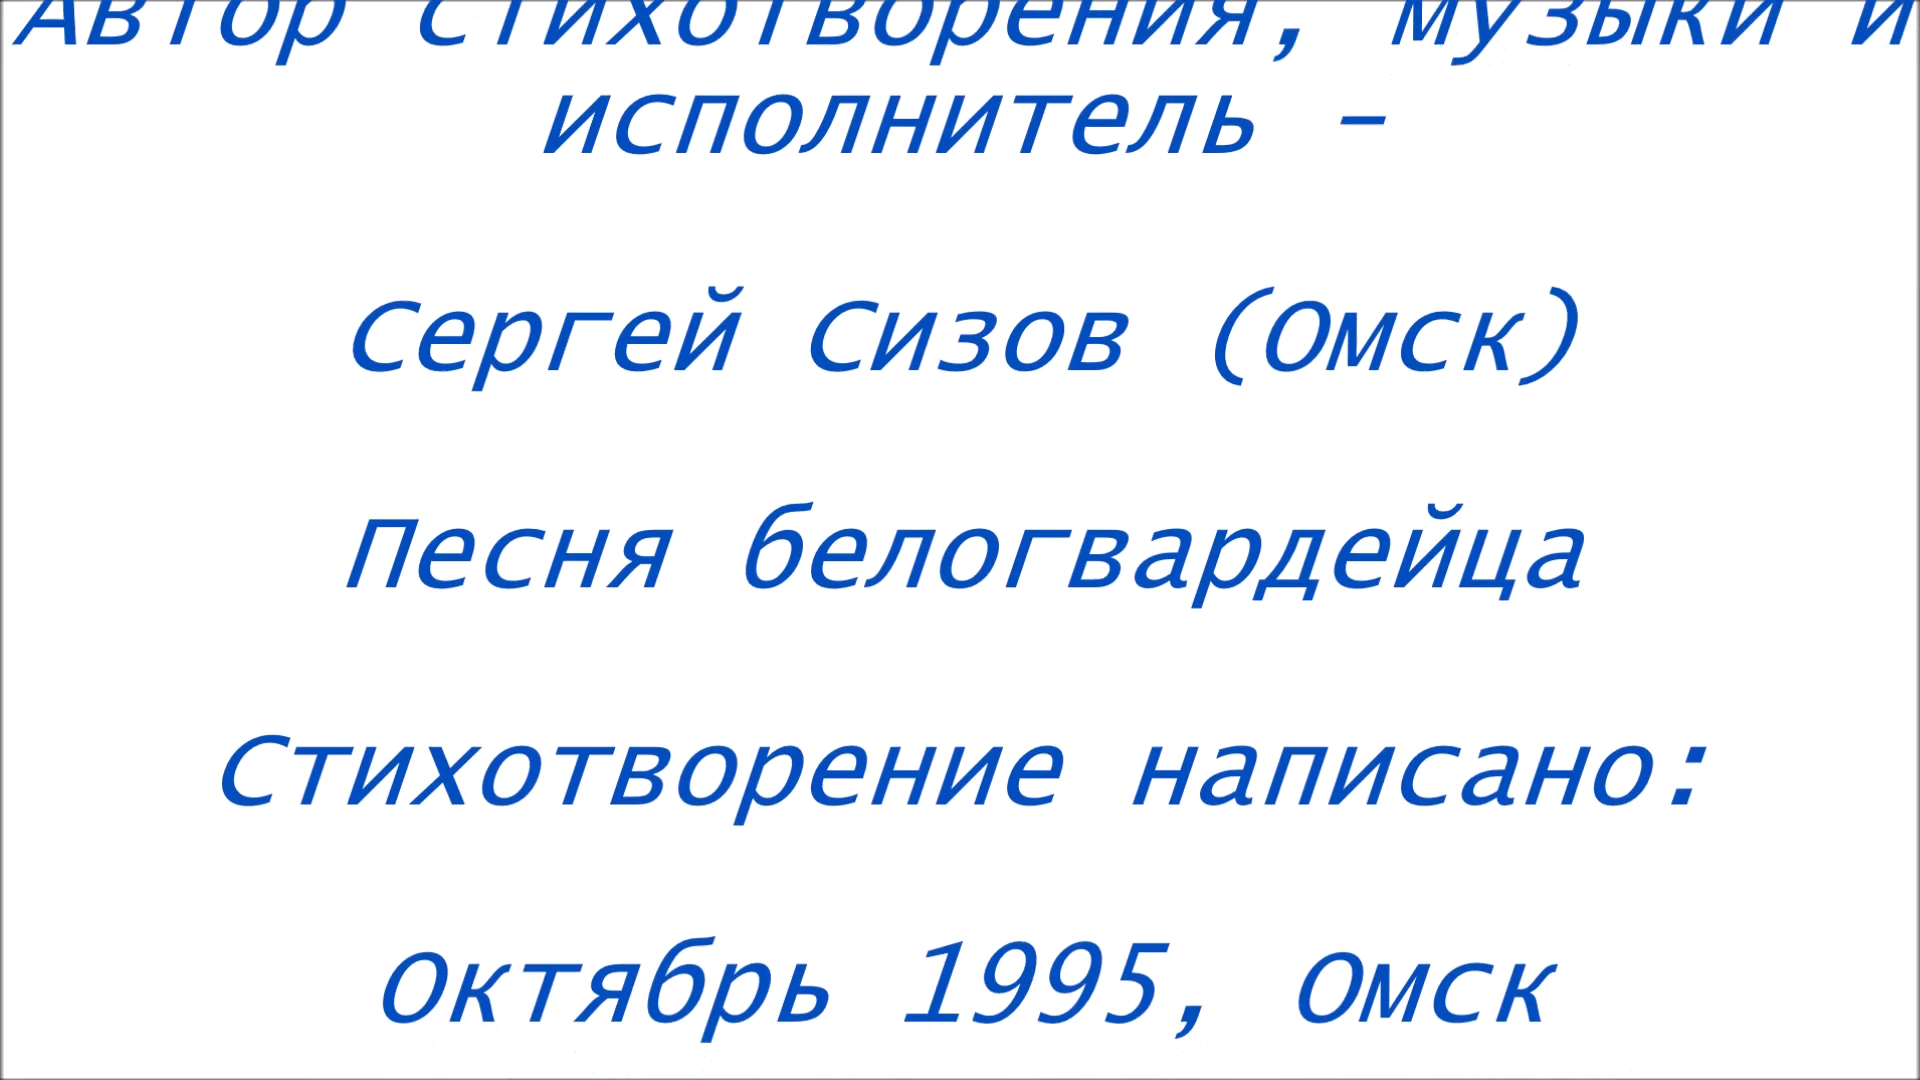 Автор Стихотворения, музыки и
исполнитель –
Сергей Сизов (Омск)
Песня белогвардейца
Стихотворение написано:
Октябрь 1995, Омск